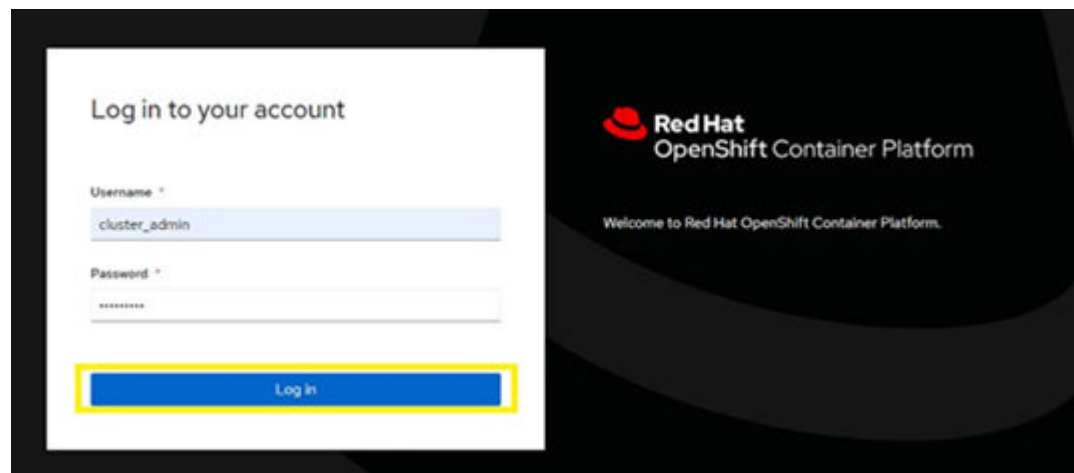 Log in to your account
Username *
cluster_admin
Password *
•••••••••
Log in
Red Hat
OpenShift Container Platform
Welcome to Red Hat OpenShift Container Platform.